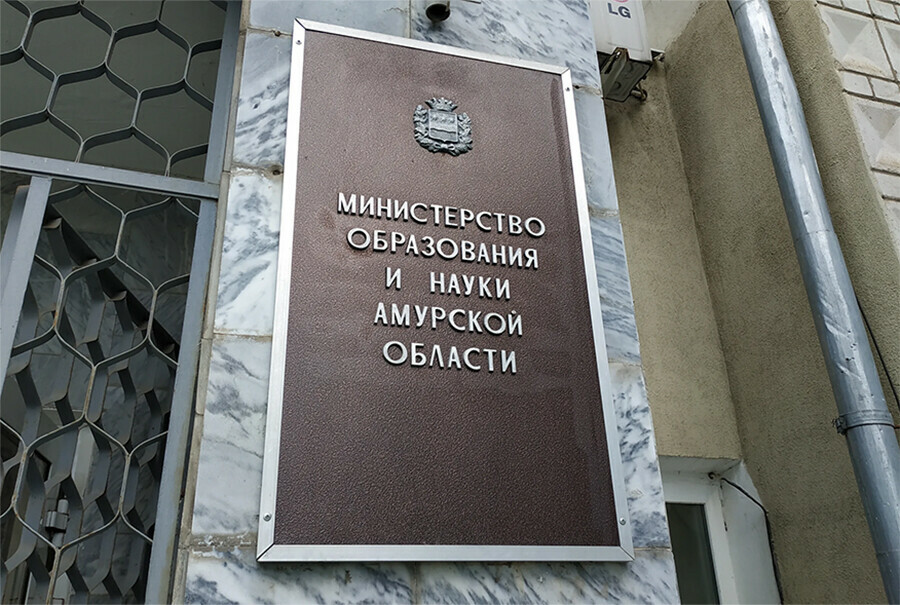 LG
МИНИСТЕРСТВО
ОБРАЗОВАНИЯ
И НАУКИ
АМУРСКОЙ
ОБЛАСТИ